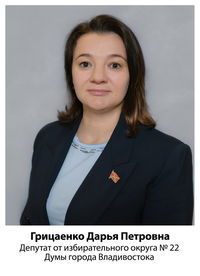 Грицаенко Дарья Петровна
Депутат от избирательного округа № 22
Думы города Владивостока